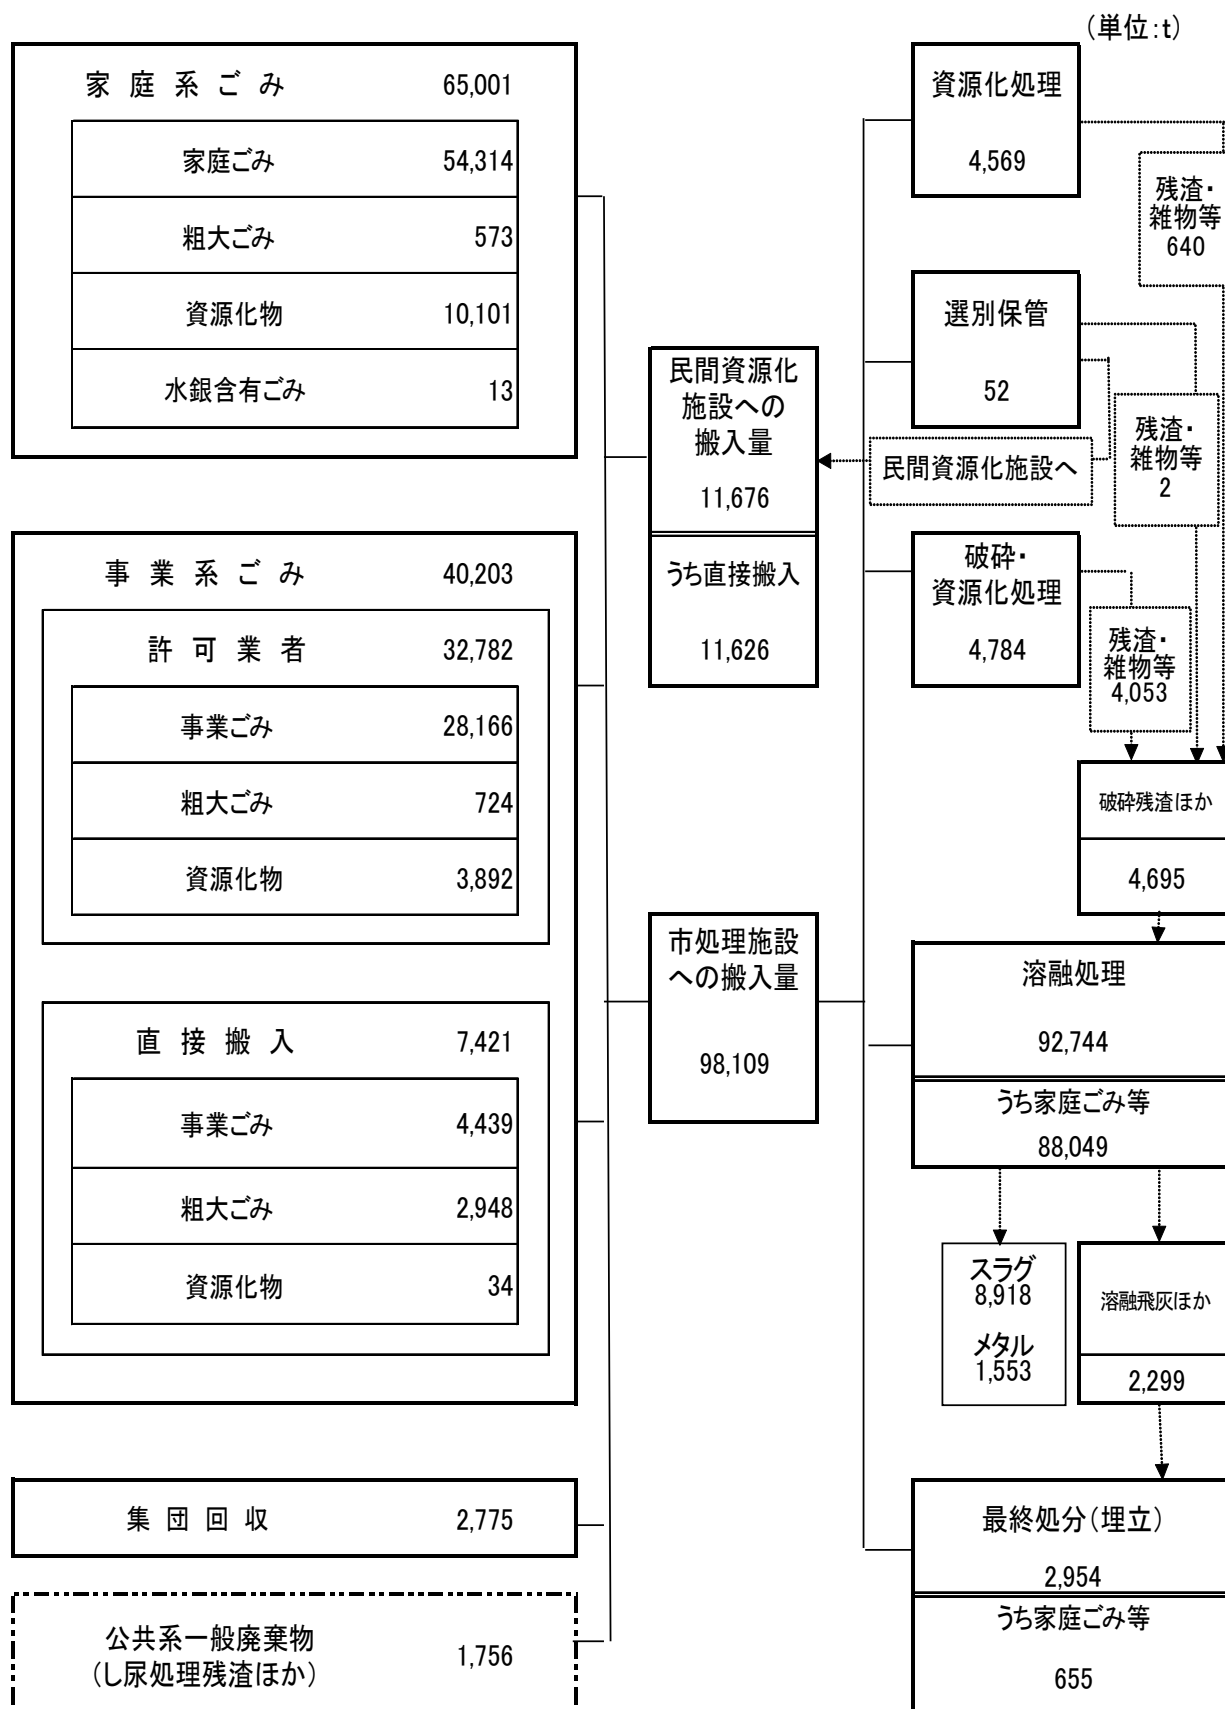 (単位:t)
家庭系ごみ 65,001
家庭ごみ 54,314
粗大ごみ 573
資源化物 10,101
水銀含有ごみ 13
事業系ごみ 40,203
許可業者 32,782
事業ごみ 28,166
粗大ごみ 724
資源化物 3,892
直接搬入 7,421
事業ごみ 4,439
粗大ごみ 2,948
資源化物 34
集団回収 2,775
公共系一般廃棄物
(し尿処理残渣ほか)
1,756
民間資源化
施設への
搬入量
11,676
うち直接搬入
11,626
市処理施設
への搬入量
98,109
資源化処理
4,569
残渣・
雑物等
640
選別保管
52
残渣・
雑物等
2
民間資源化施設へ
破砕・
資源化処理
4,784
残渣・
雑物等
4,053
破砕残渣ほか
4,695
溶融処理
92,744
うち家庭ごみ等
88,049
スラグ
8,918
メタル
1,553
溶融飛灰ほか
2,299
最終処分(埋立)
2,954
うち家庭ごみ等
655